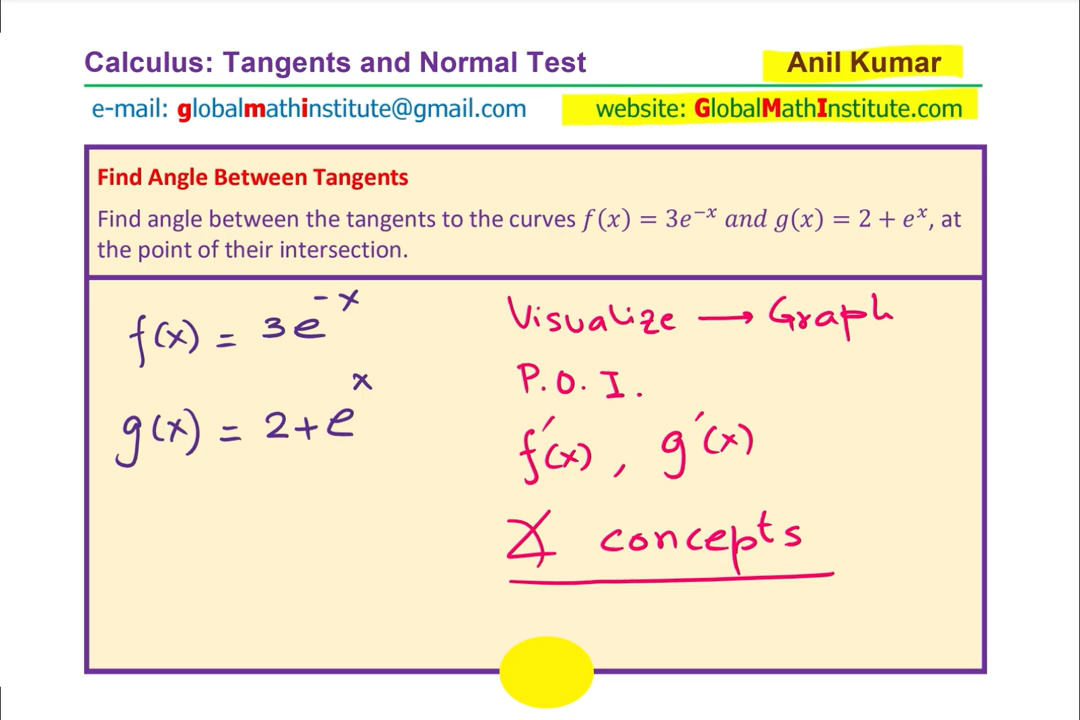 Calculus: Tangents and Normal Test
Anil Kumar
e-mail: globalmathinstitute@gmail.com
website: GlobalMathInstitute.com
Find Angle Between Tangents
Find angle between the tangents to the curves f(x) = 3e⁻ˣ and g(x) = 2 + eˣ, at
the point of their intersection.
f(x) = 3e⁻ˣ
g(x) = 2+eˣ
Visualize → Graph
P.O.I.
f'(x), g'(x)
∡ concepts